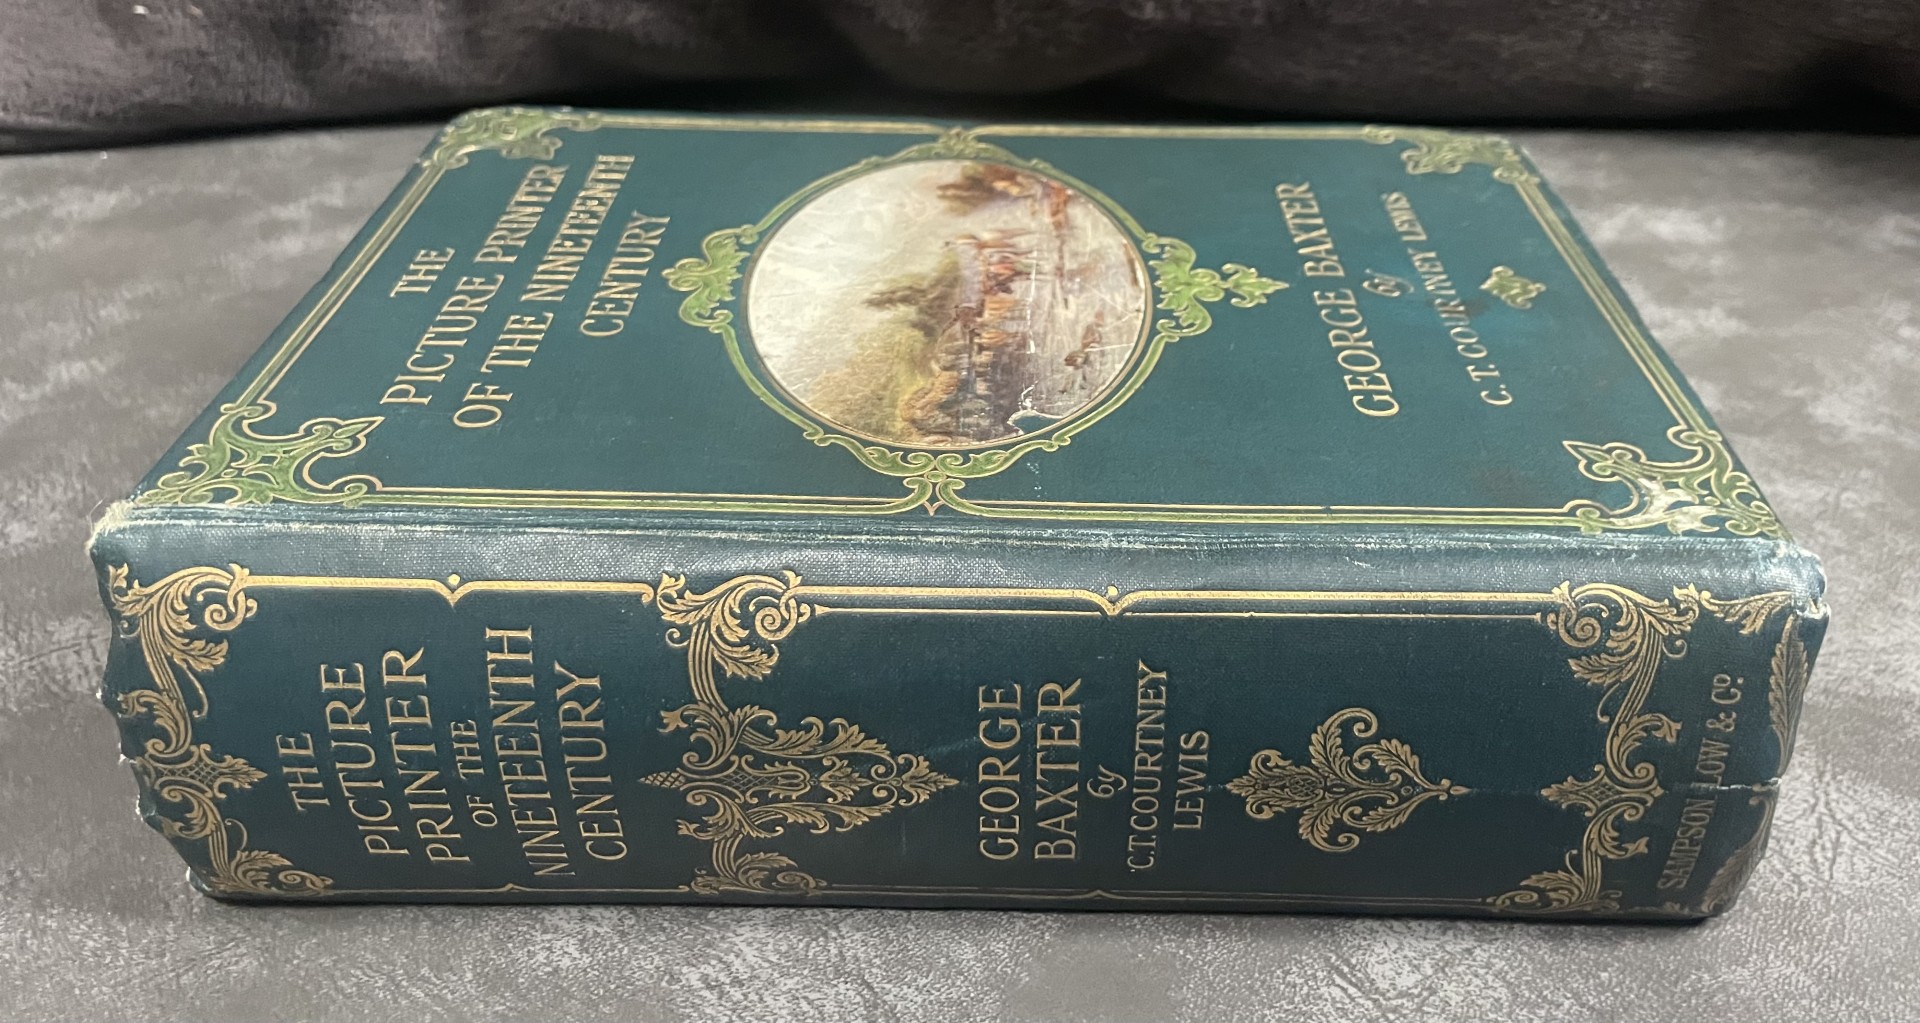 THE
PICTURE PRINTER
OF THE NINETEENTH
CENTURY
GEORGE BAXTER
by
C.T. COURTNEY LEWIS
THE
PICTURE
PRINTER
OF THE
NINETEENTH
CENTURY
GEORGE
BAXTER
by
C.T. COURTNEY
LEWIS
SAMPSON LOW & Co.